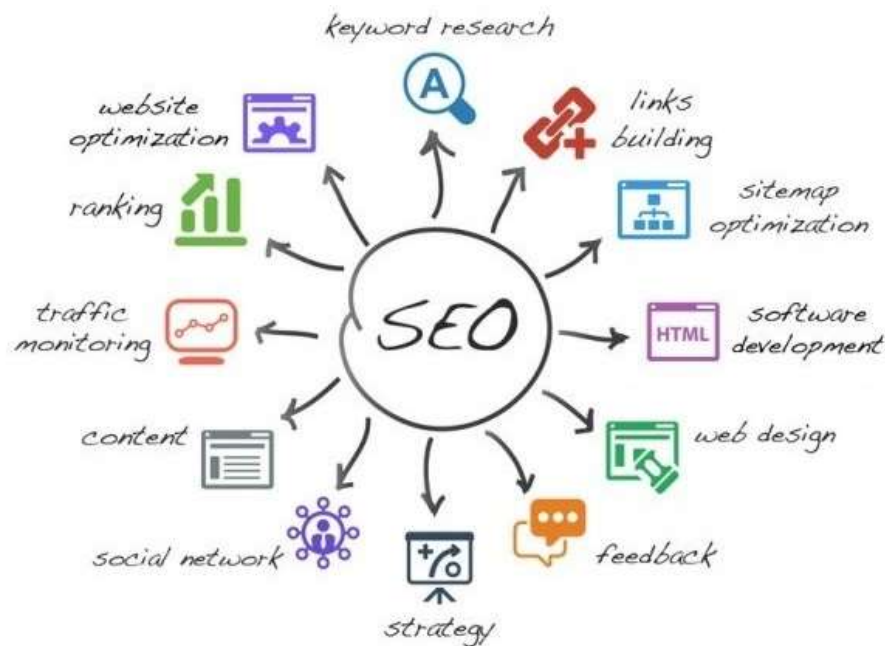 keyword research
A
links
building
sitemap
optimization
HTML
software
development
web design
feedback
strategy
social network
content
traffic
monitoring
ranking
website
optimization
SEO